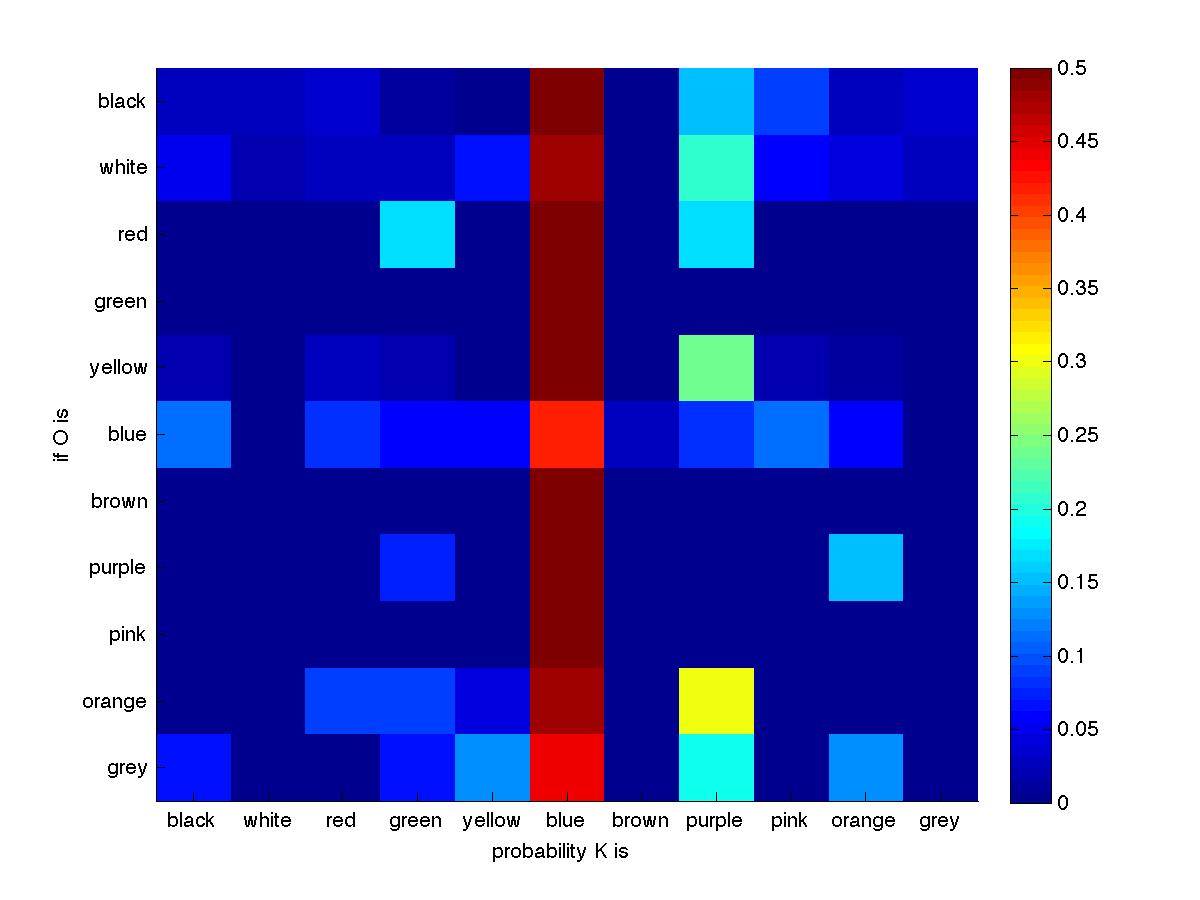 black
white
red
green
yellow
blue
brown
purple
pink
orange
grey
if O is
black white red green yellow blue brown purple pink orange grey
probability K is
0.5
0.45
0.4
0.35
0.3
0.25
0.2
0.15
0.1
0.05
0